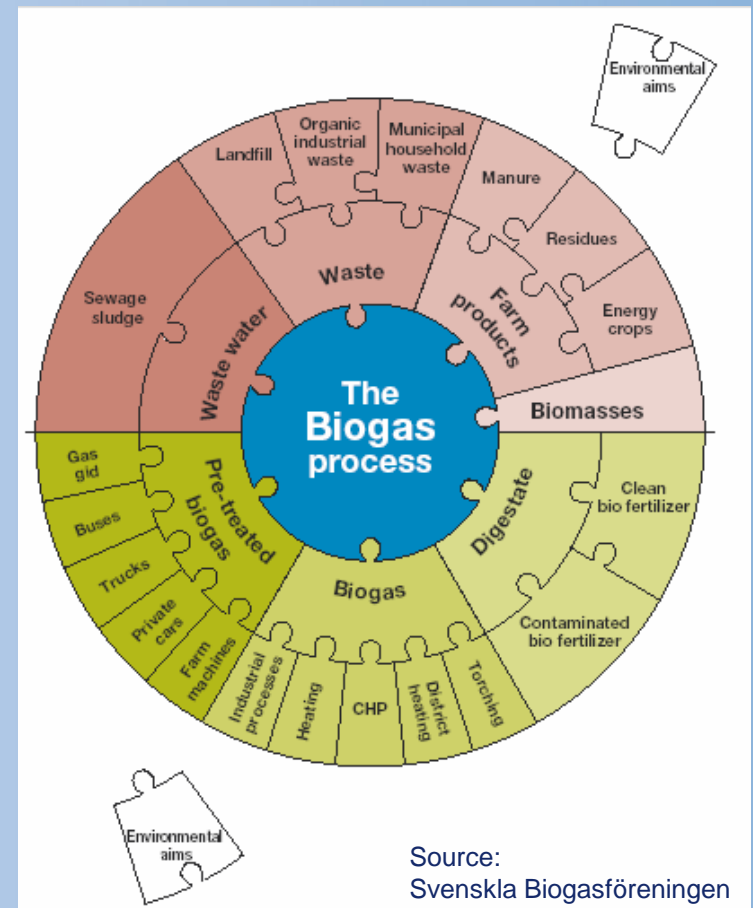 Environmental
aims
Landfill
Organic
industrial
waste
Municipal
household
waste
Manure
Residues
Energy
crops
Sewage
sludge
Waste water
Waste
Farm
products
Biomasses
The
Biogas
process
Gas
gid
Buses
Trucks
Private
cars
Farm
machines
Pre-treated
biogas
Biogas
Digestate
Clean
bio fertilizer
Contaminated
bio fertilizer
Industrial
processes
Heating
CHP
District
heating
Torching
Environmental
aims
Source:
Svenskla Biogasföreningen